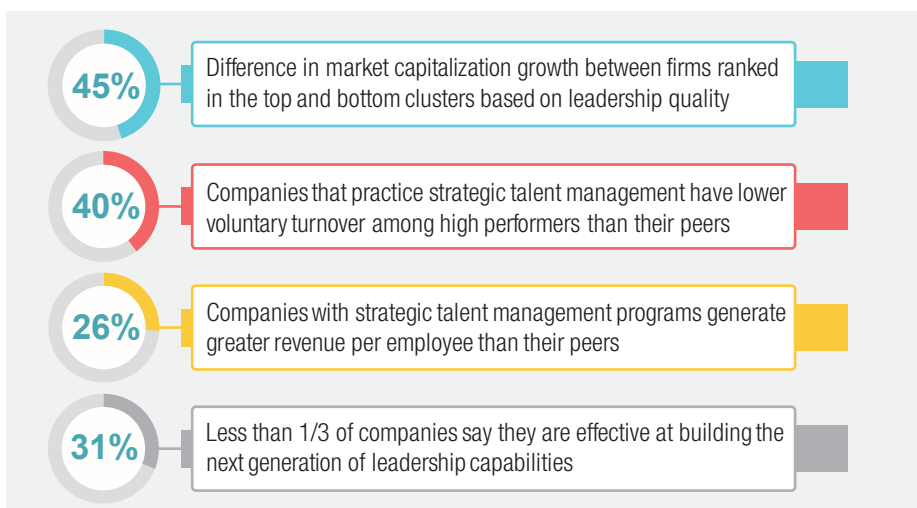 45%
Difference in market capitalization growth between firms ranked
in the top and bottom clusters based on leadership quality
40%
Companies that practice strategic talent management have lower
voluntary turnover among high performers than their peers
26%
Companies with strategic talent management programs generate
greater revenue per employee than their peers
31%
Less than 1/3 of companies say they are effective at building the
next generation of leadership capabilities